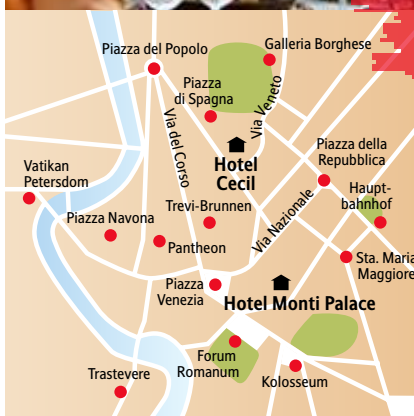 Piazza del Popolo
Galleria Borghese
Piazza
di Spagna
Via Veneto
Via del Corso
Hotel
Cecil
Piazza della
Repubblica
Vatikan
Petersdom
Haupt-
bahnhof
Trevi-Brunnen
Piazza Navona
Via Nazionale
Pantheon
Sta. Maria
Maggiore
Piazza
Venezia
Hotel Monti Palace
Forum
Romanum
Trastevere
Kolosseum